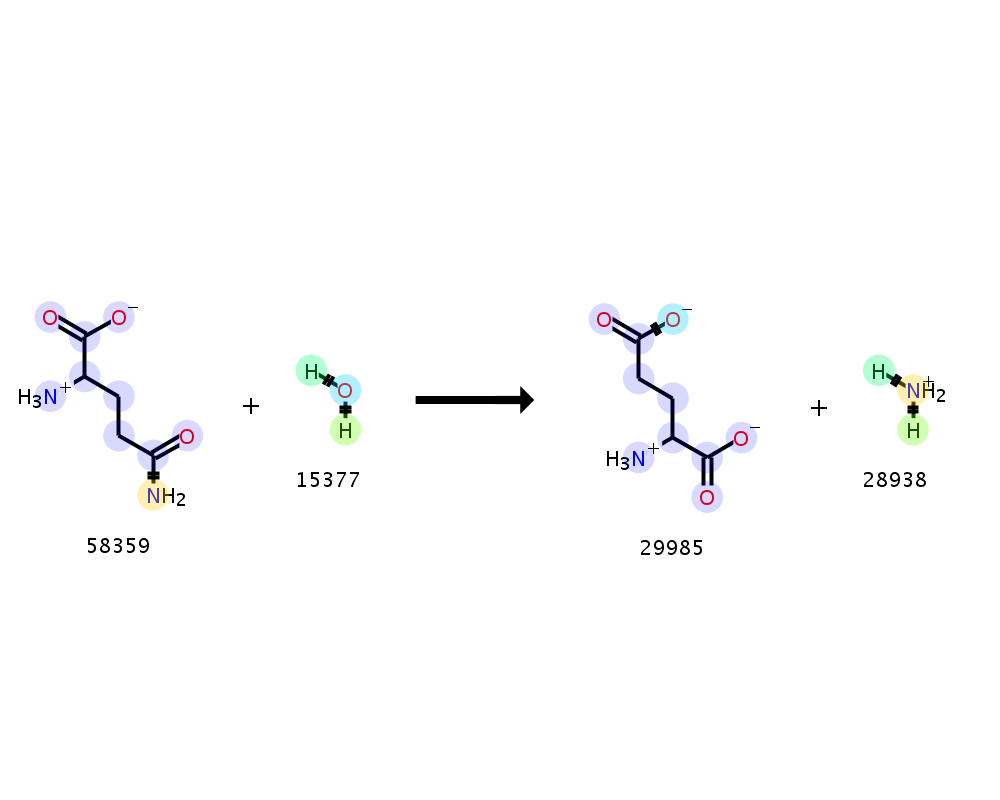 O O−
H3N+
O
NH2
58359
+
H
O
H
15377
O O−
H3N+
O−
O
29985
+
H
NH2+
H
28938